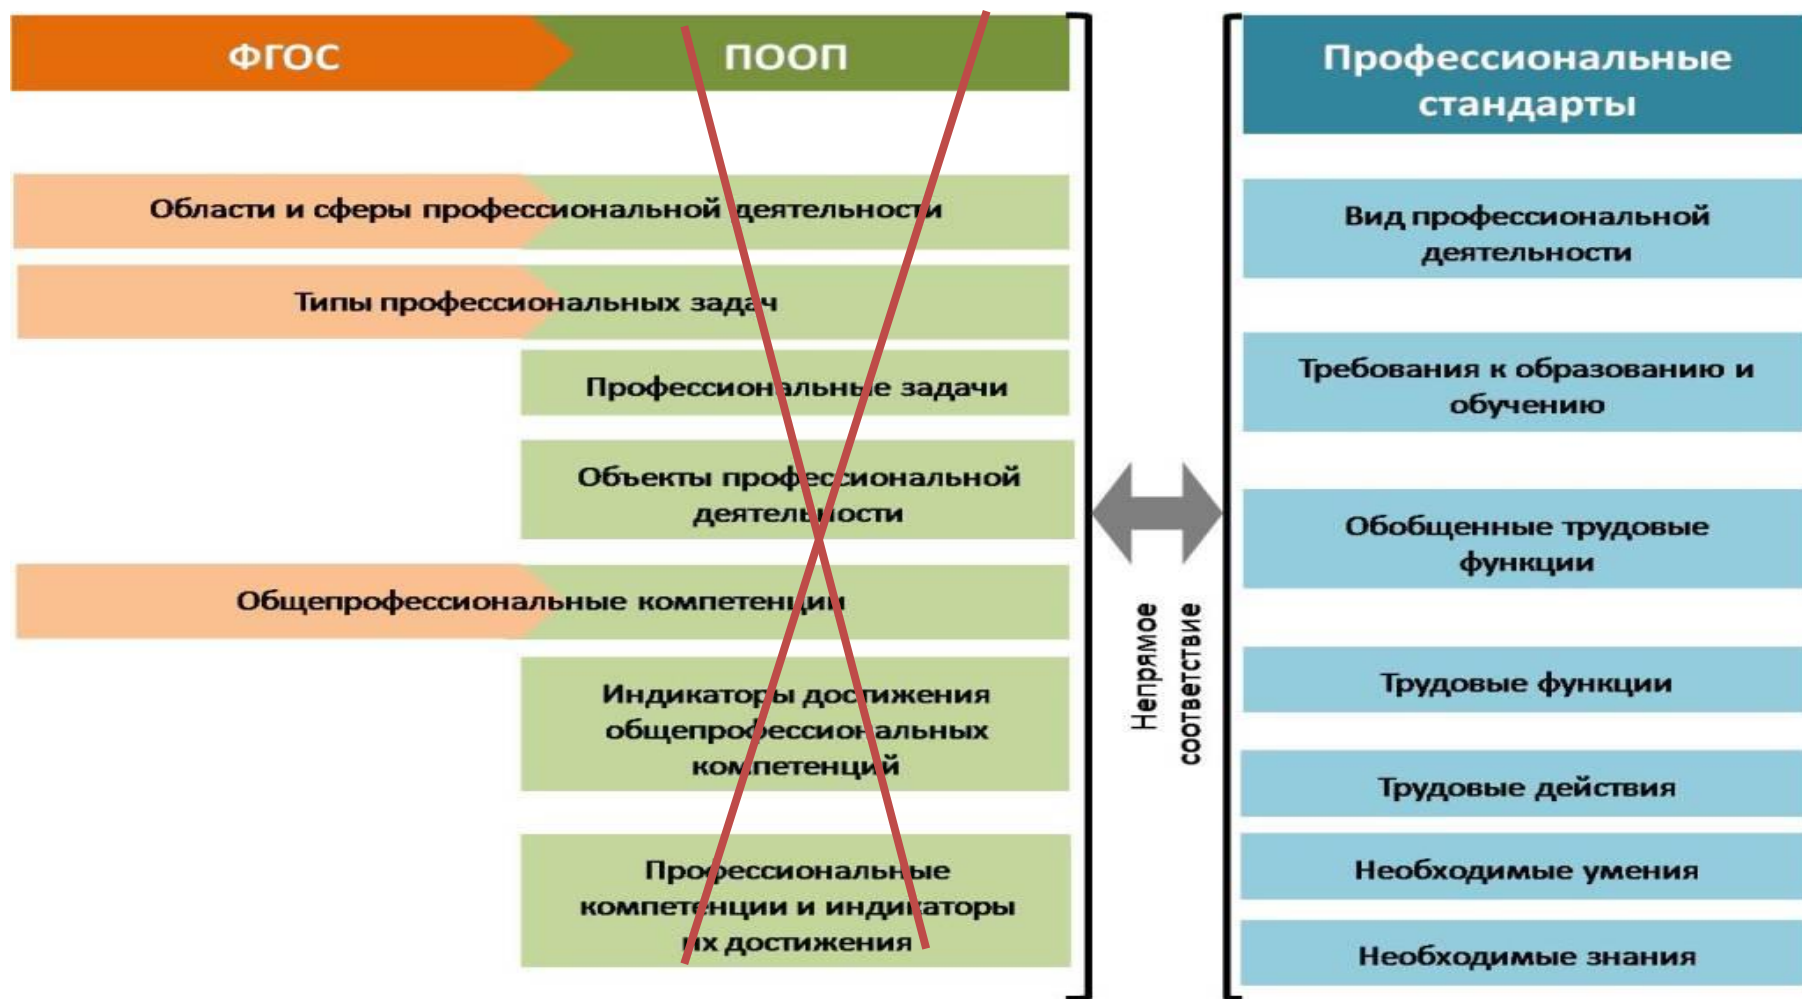 ФГОС
ПООП
Области и сферы профессиональной деятельности
Типы профессиональных задач
Профессиональные задачи
Объекты профессиональной
деятельности
Общепрофессиональные компетенции
Индикаторы достижения
общепрофессиональных
компетенций
Профессиональные
компетенции и индикаторы
их достижения
Непрямое
соответствие
Профессиональные
стандарты
Вид профессиональной
деятельности
Требования к образованию и
обучению
Обобщенные трудовые
функции
Трудовые функции
Трудовые действия
Необходимые умения
Необходимые знания